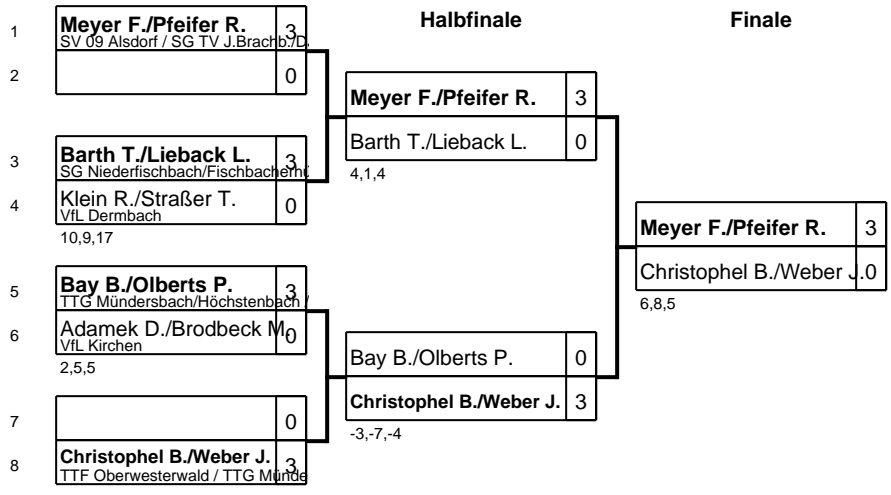 Halbfinale
Finale
1
Meyer F./Pfeifer R. 3
SV 09 Alsdorf / SG TV J.Brachb./D.
2
0
3
Barth T./Lieback L. 3
SG Niederfischbach/Fischbacherhü
4
Klein R./Straßer T. 0
VfL Dermbach
10,9,17
5
Bay B./Olberts P. 3
TTG Mündersbach/Höchstenbach /
6
Adamek D./Brodbeck M. 0
VfL Kirchen
2,5,5
7
0
8
Christophel B./Weber J. 3
TTF Oberwesterwald / TTG Münde
Meyer F./Pfeifer R. 3
Barth T./Lieback L. 0
4,1,4
Bay B./Olberts P. 0
Christophel B./Weber J. 3
-3,-7,-4
Meyer F./Pfeifer R. 3
Christophel B./Weber J. 0
6,8,5